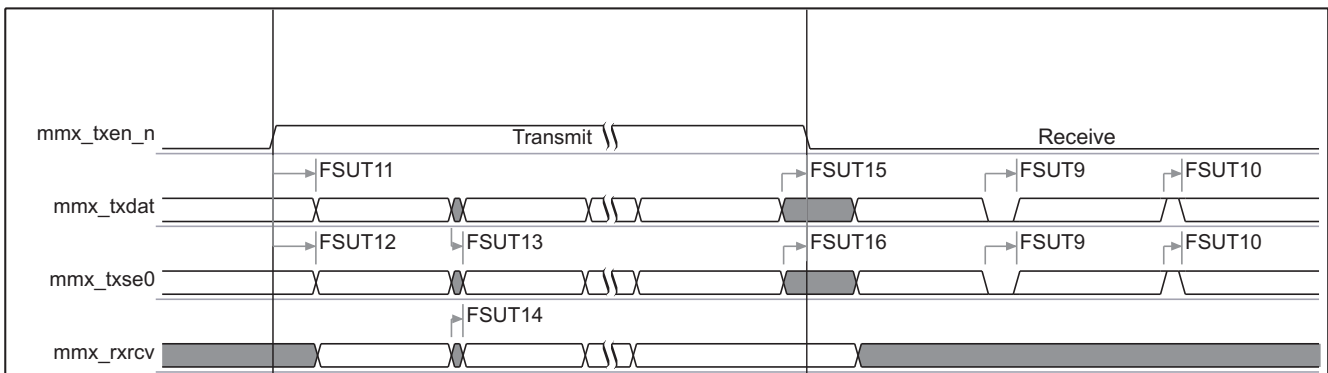 mmx_txen_n Transmit Receive
FSUT11 FSUT15 FSUT9 FSUT10
mmx_txdat
FSUT12 FSUT13 FSUT16 FSUT9 FSUT10
mmx_txse0
FSUT14
mmx_rxrcv